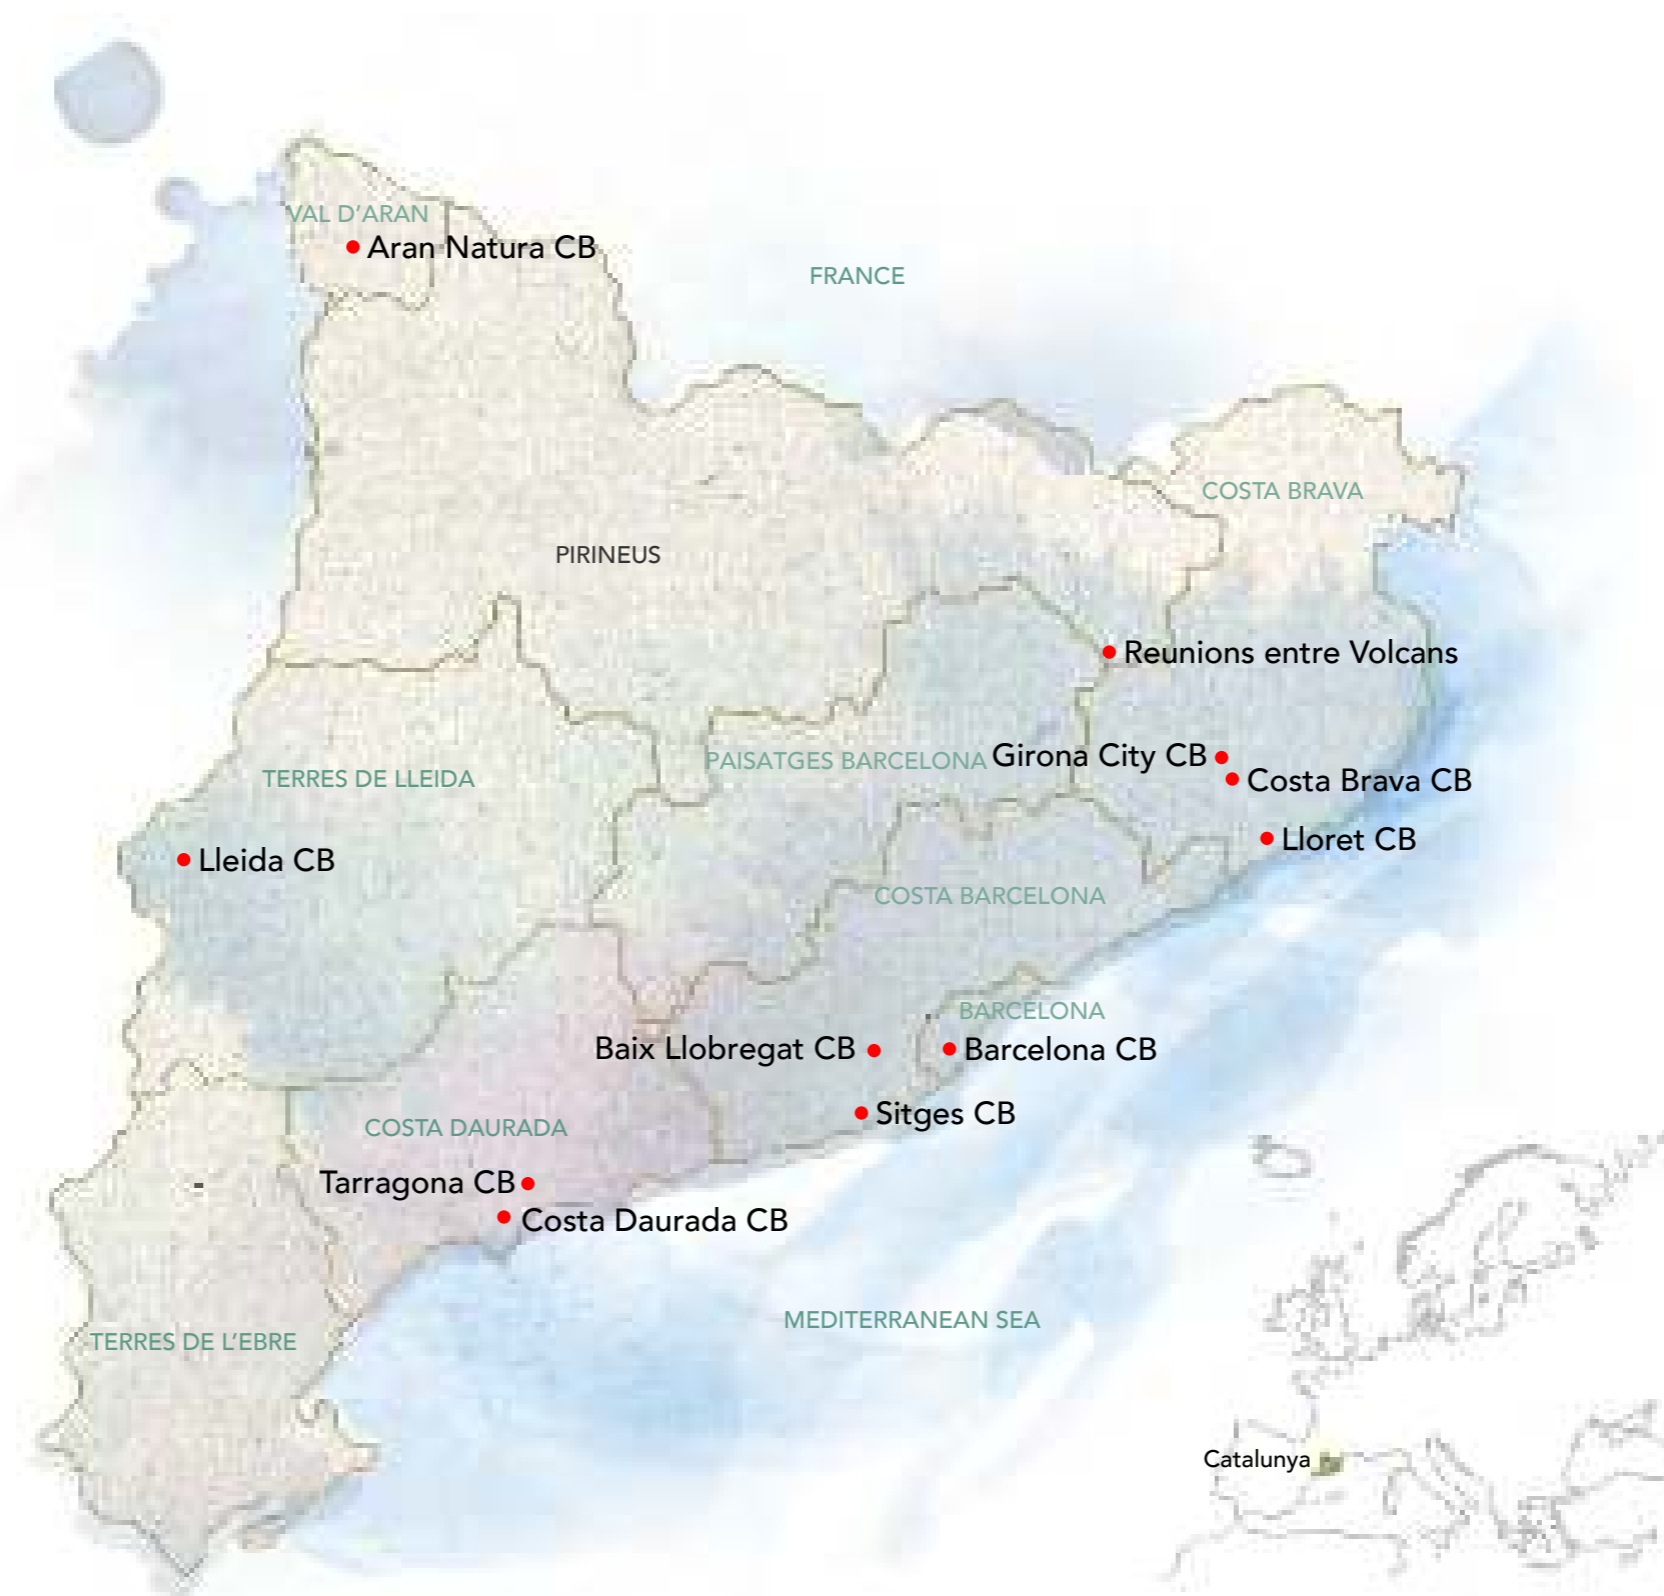 VAL D'ARAN
Aran Natura CB
FRANCE
COSTA BRAVA
PIRINEUS
Reunions entre Volcans
PAISATGES BARCELONA
Girona City CB
TERRES DE LLEIDA
Costa Brava CB
Lloret CB
Lleida CB
COSTA BARCELONA
BARCELONA
Baix Llobregat CB
Barcelona CB
Sitges CB
COSTA DAURADA
Tarragona CB
Costa Daurada CB
MEDITERRANEAN SEA
TERRES DE L'EBRE
Catalunya